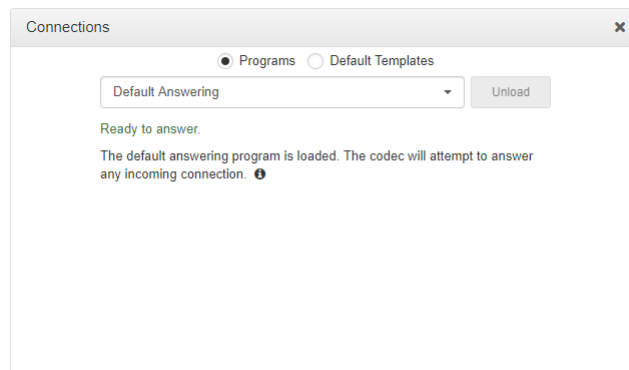 Connections
Programs Default Templates
Default Answering Unload
Ready to answer.
The default answering program is loaded. The codec will attempt to answer
any incoming connection.